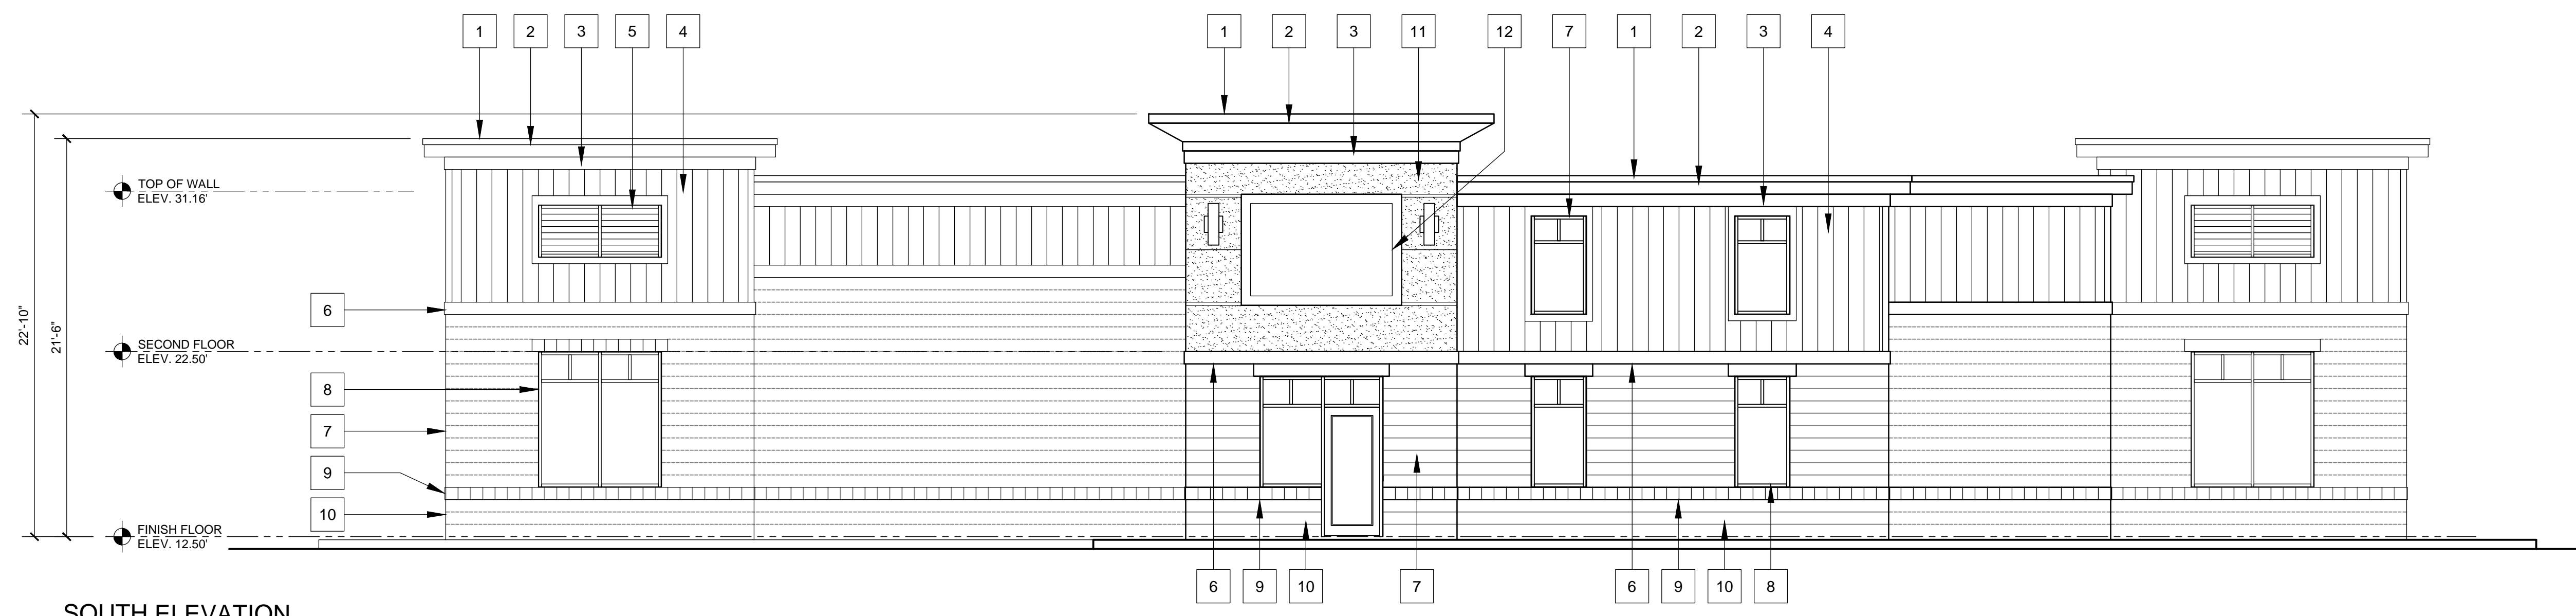 1 2 3 5 4 1 2 3 11 12 7 1 2 3 4
TOP OF WALL
ELEV. 31.16'
22'-10"
21'-6"
6
SECOND FLOOR
ELEV. 22.50'
8
7
9
10
FINISH FLOOR
ELEV. 12.50'
6 9 10 7 6 9 10 8
SOUTH ELEVATION